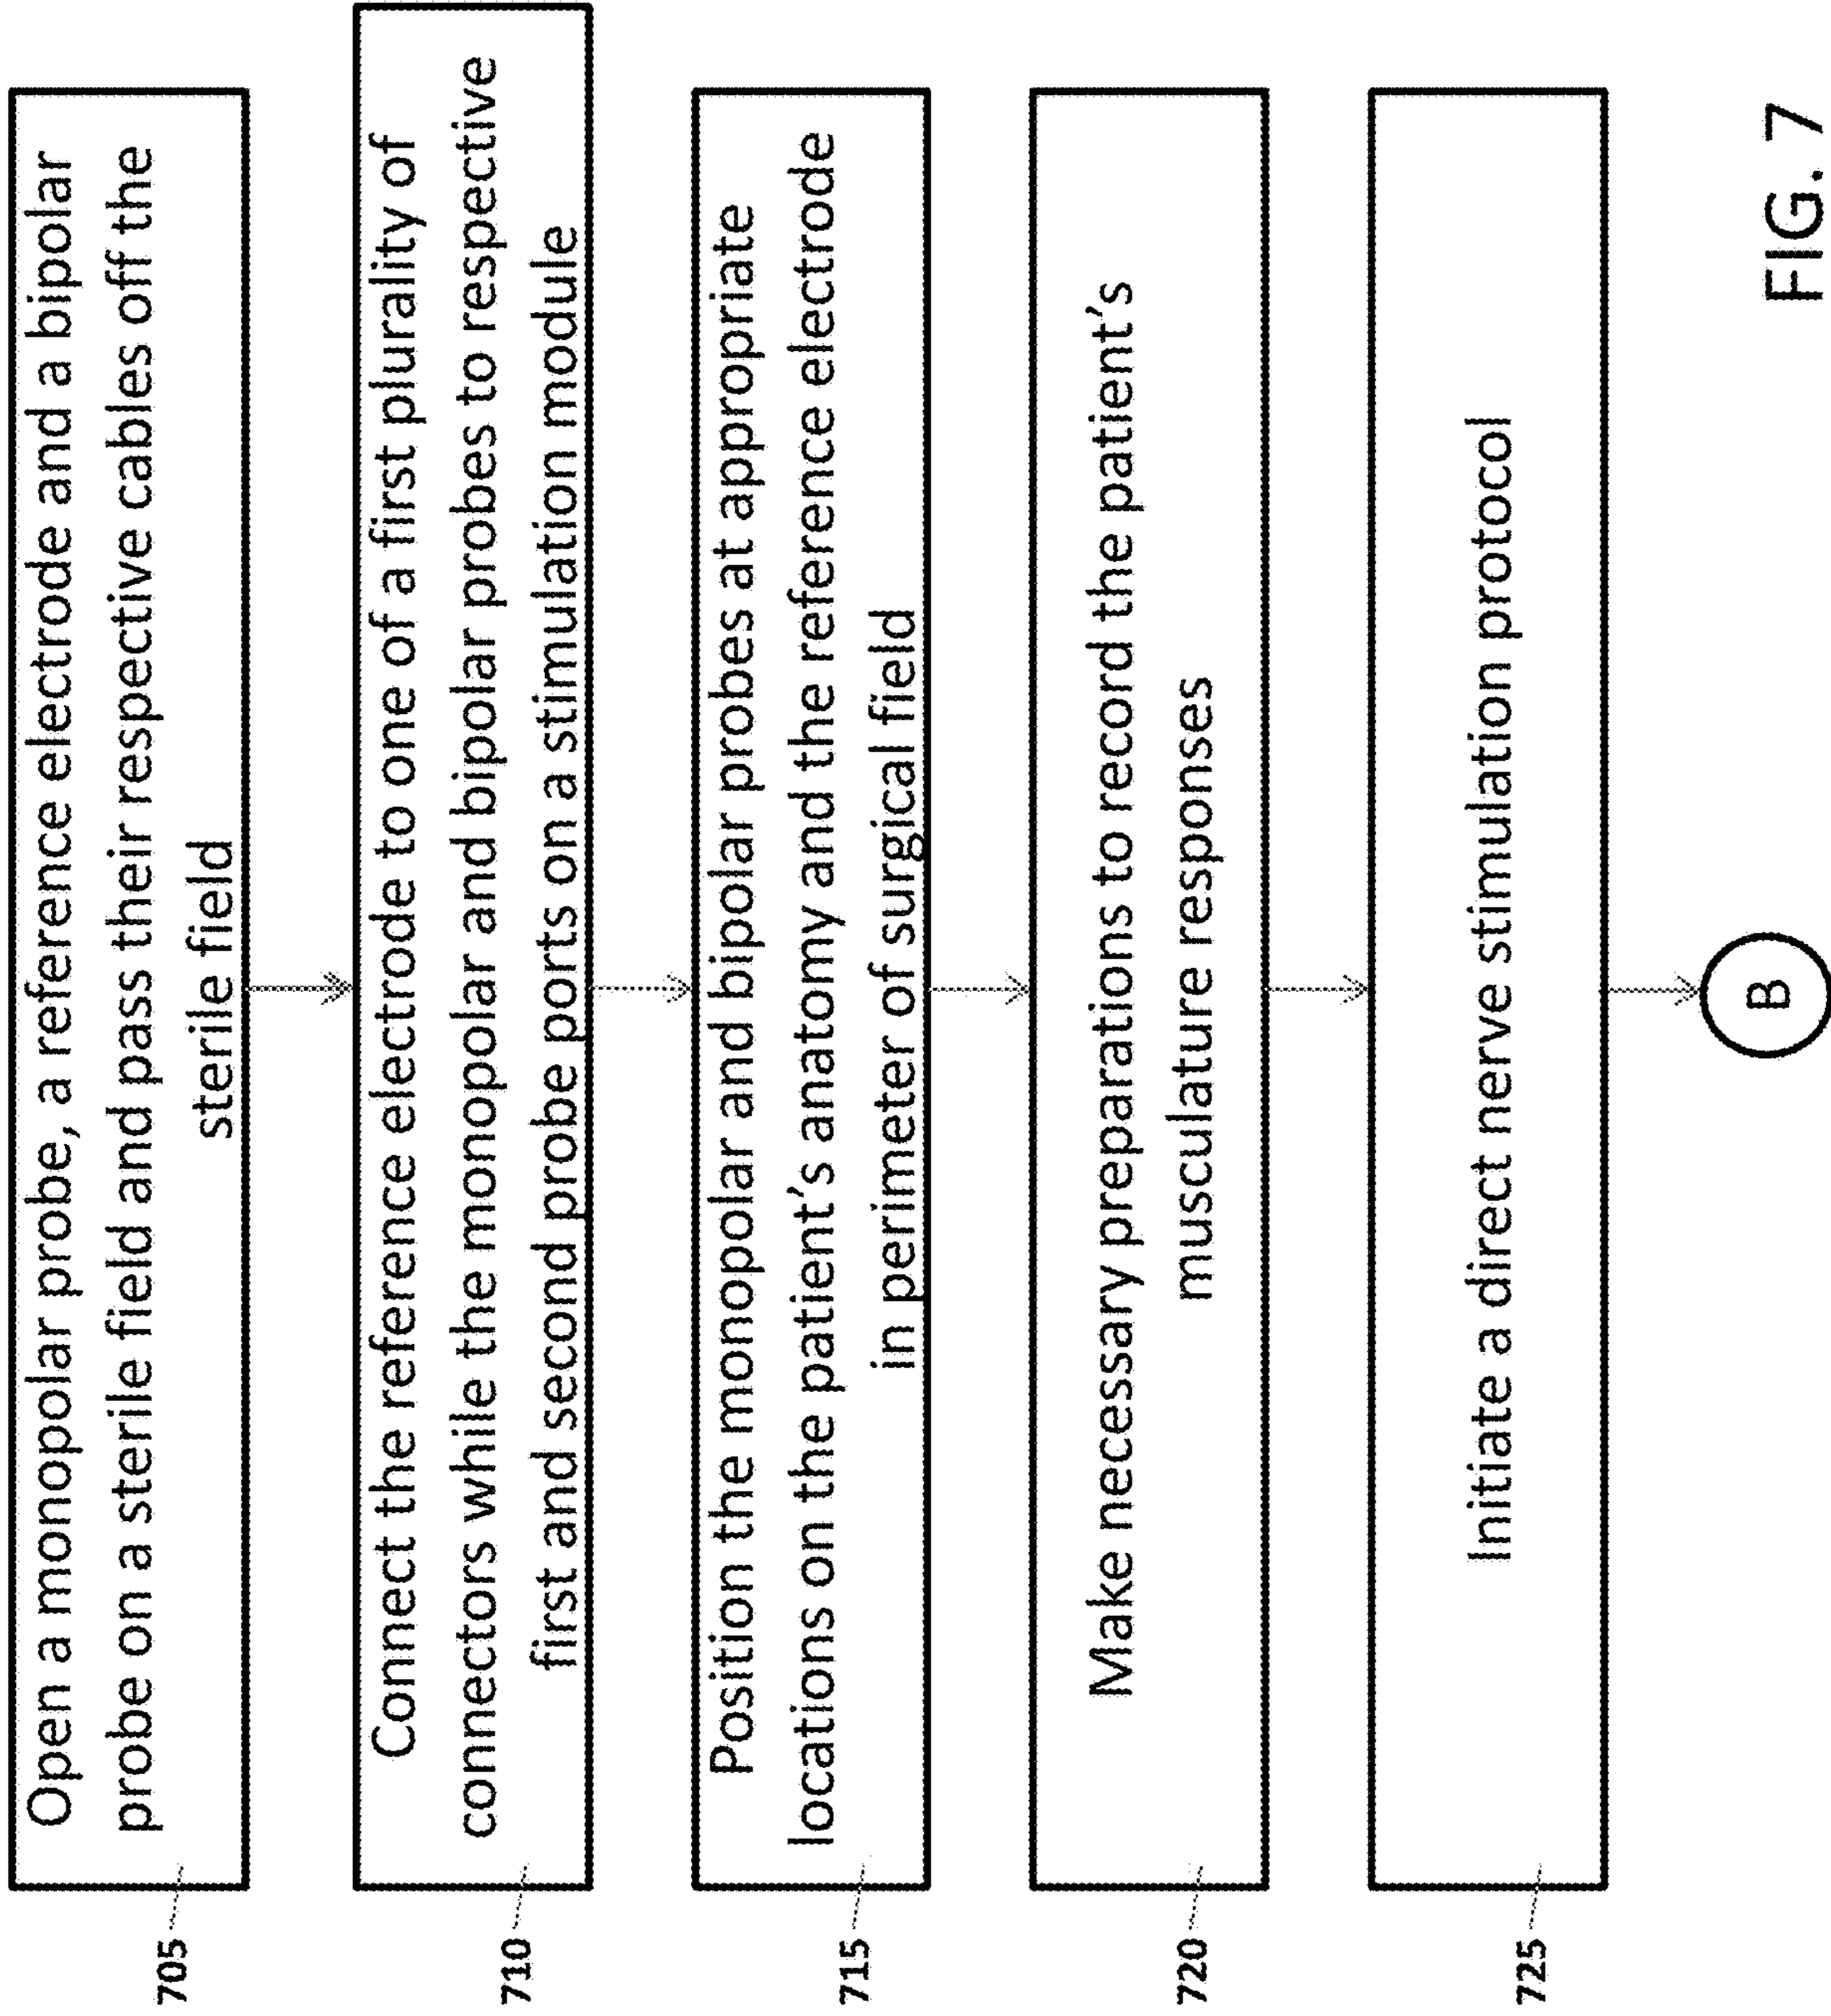 Open a monopolar probe, a reference electrode and a bipolar
probe on a sterile field and pass their respective cables off the
sterile field
705
Connect the reference electrode to one of a first plurality of
connectors while the monopolar and bipolar probes to respective
first and second probe ports on a stimulation module
710
Position the monopolar and bipolar probes at appropriate
locations on the patient's anatomy and the reference electrode
in perimeter of surgical field
715
Make necessary preparations to record the patient's
musculature responses
720
Initiate a direct nerve stimulation protocol
725
B
FIG. 7